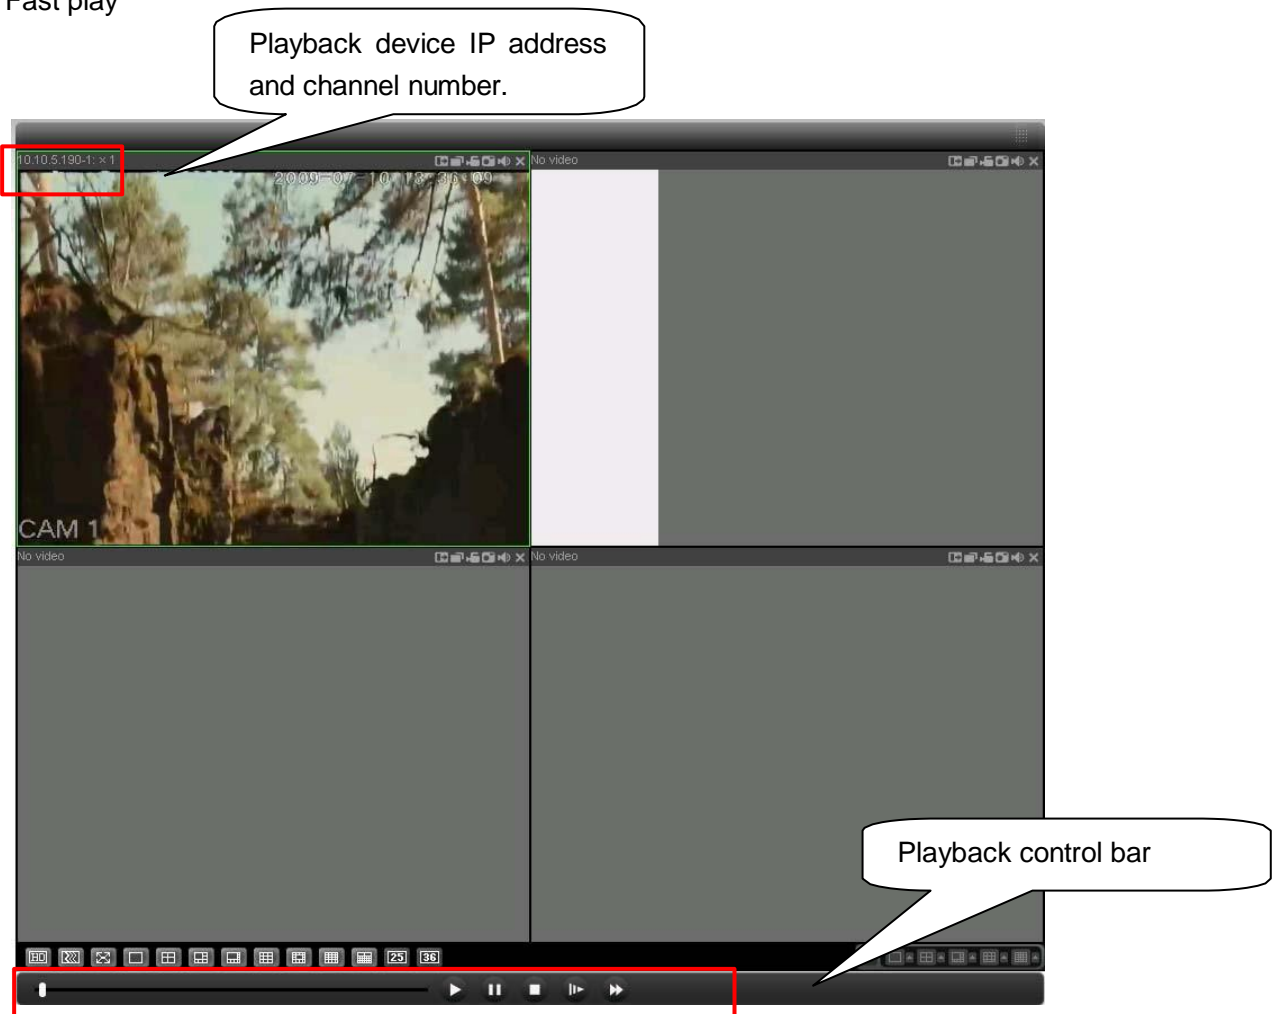 Fast play
Playback device IP address
and channel number.
10.10.5.190-1: × 1
No video
2009-07-10 13:36:09
CAM 1
No video
No video
HD
25
36
Playback control bar